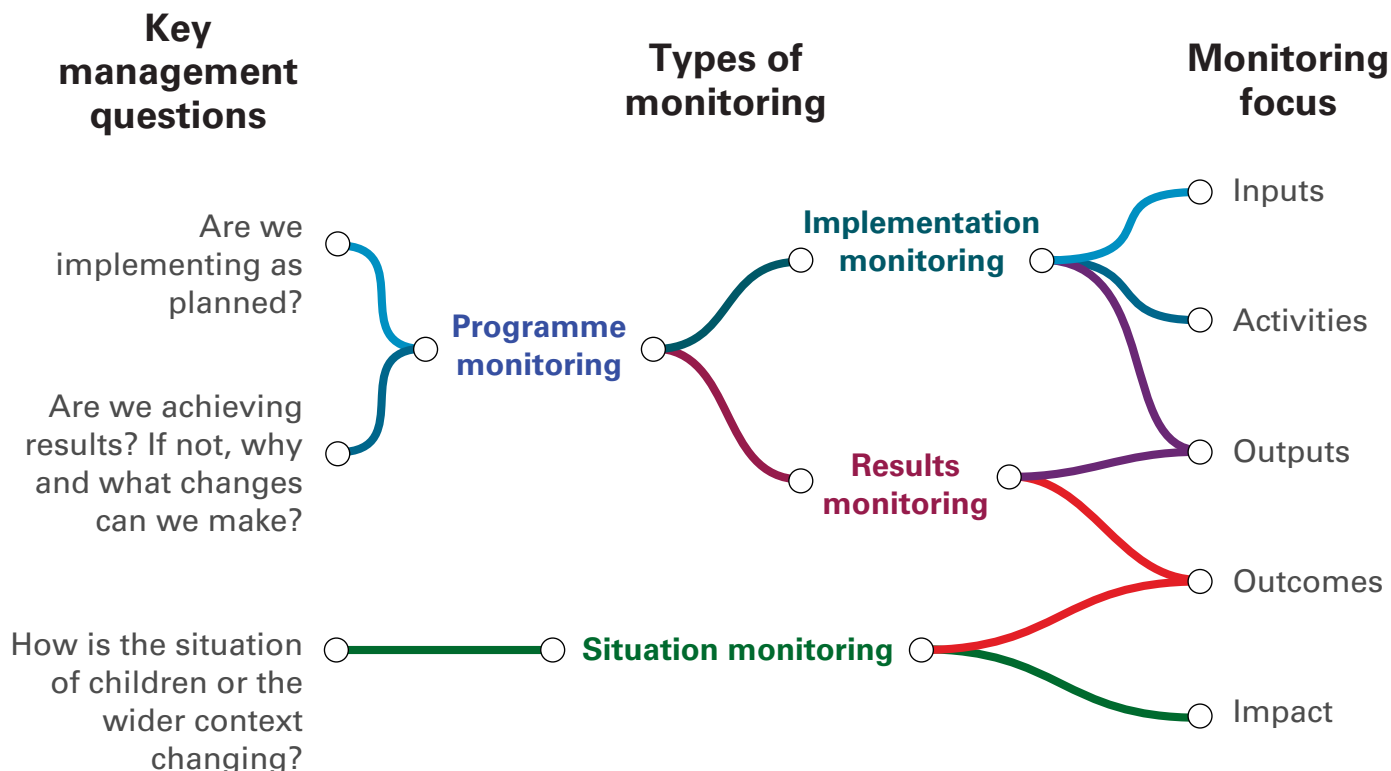 Key
management
questions
Types of
monitoring
Monitoring
focus
Are we
implementing as
planned?
Are we achieving
results? If not, why
and what changes
can we make?
How is the situation
of children or the
wider context
changing?
Programme
monitoring
Implementation
monitoring
Results
monitoring
Situation monitoring
Inputs
Activities
Outputs
Outcomes
Impact